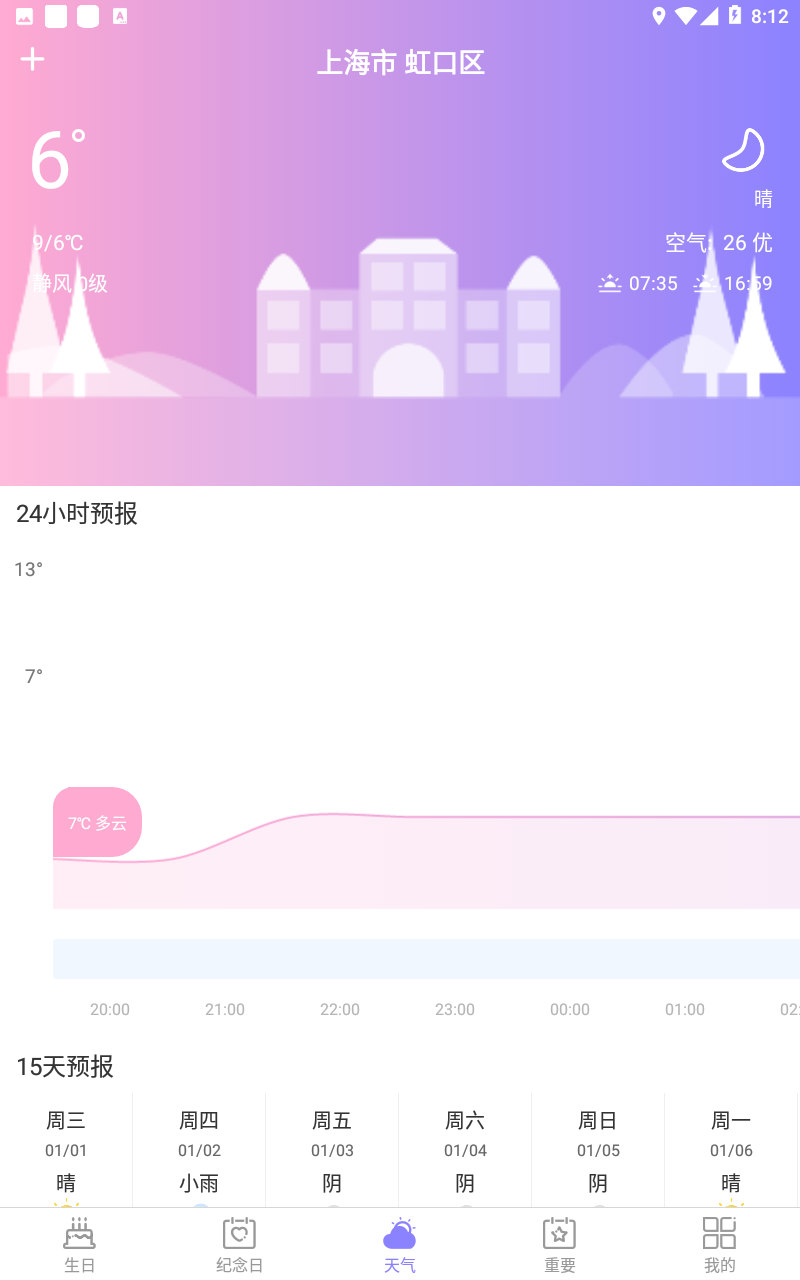 8:12
上海市 虹口区
6°
晴
9/6℃
空气: 26 优
静风 0级
07:35 16:59
24小时预报
13°
7°
7℃ 多云
20:00 21:00 22:00 23:00 00:00 01:00 02:
15天预报
周三 周四 周五 周六 周日 周一
01/01 01/02 01/03 01/04 01/05 01/06
晴 小雨 阴 阴 阴 晴
生日 纪念日 天气 重要 我的